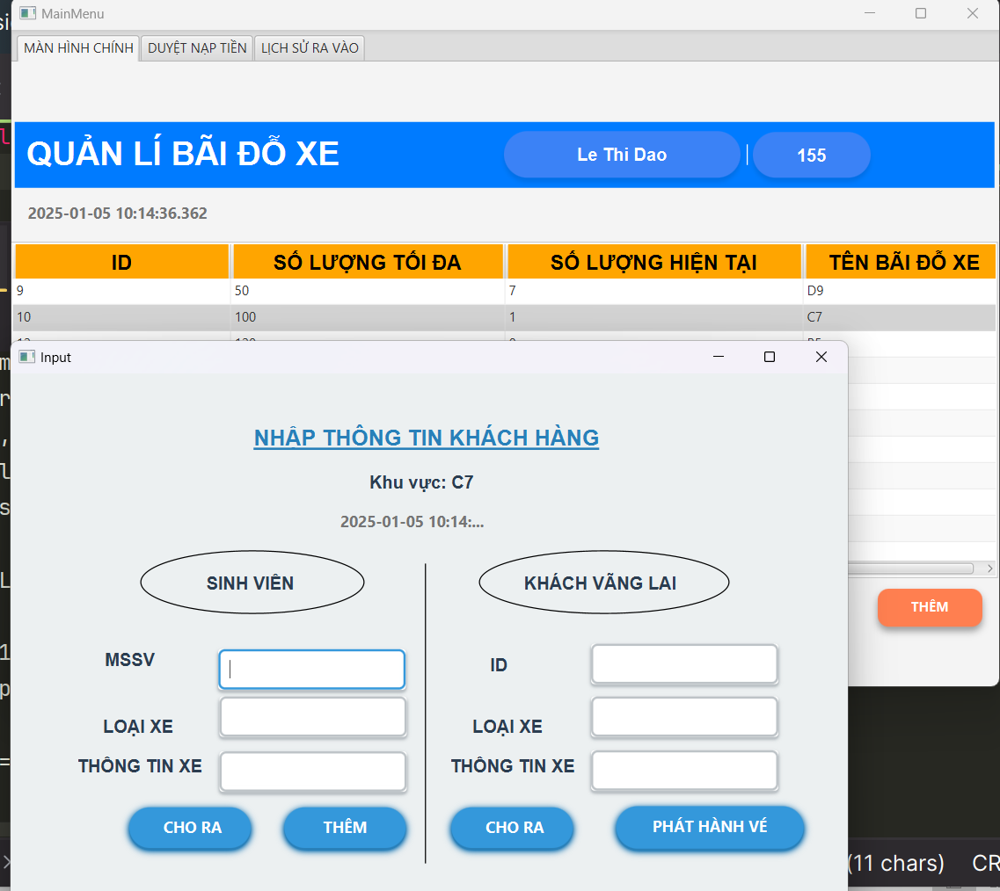 MainMenu
MÀN HÌNH CHÍNH DUYỆT NẠP TIỀN LỊCH SỬ RA VÀO
QUẢN LÍ BÃI ĐỖ XE Le Thi Dao 155
2025-01-05 10:14:36.362
ID SỐ LƯỢNG TỐI ĐA SỐ LƯỢNG HIỆN TẠI TÊN BÃI ĐỖ XE
9 50 7 D9
10 100 1 C7
Input
NHẬP THÔNG TIN KHÁCH HÀNG
Khu vực: C7
2025-01-05 10:14:...
SINH VIÊN KHÁCH VÃNG LAI
THÊM
MSSV ID
LOẠI XE LOẠI XE
THÔNG TIN XE THÔNG TIN XE
CHO RA THÊM CHO RA PHÁT HÀNH VÉ
(11 chars) CR